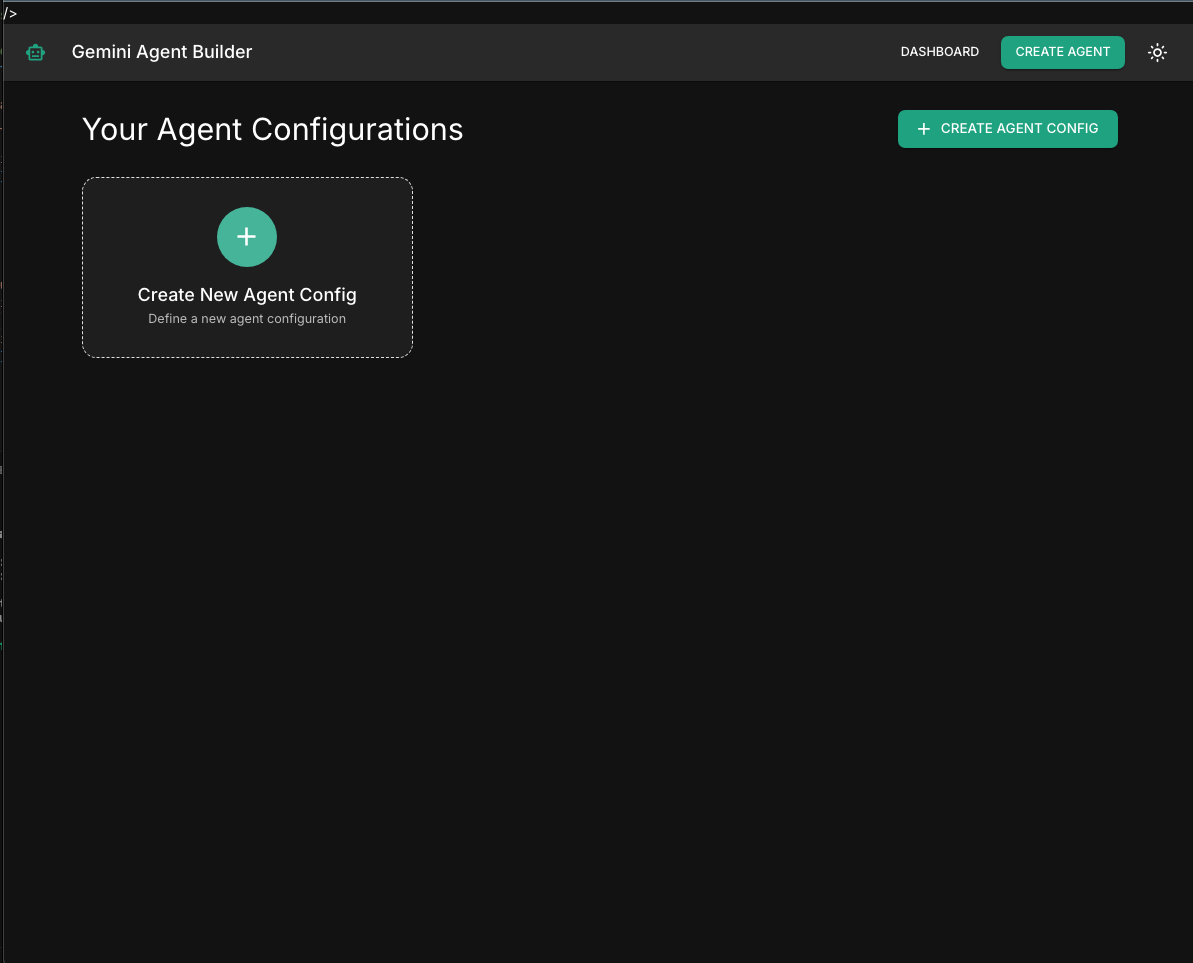 />
Gemini Agent Builder
DASHBOARD
CREATE AGENT
Your Agent Configurations
CREATE AGENT CONFIG
Create New Agent Config
Define a new agent configuration